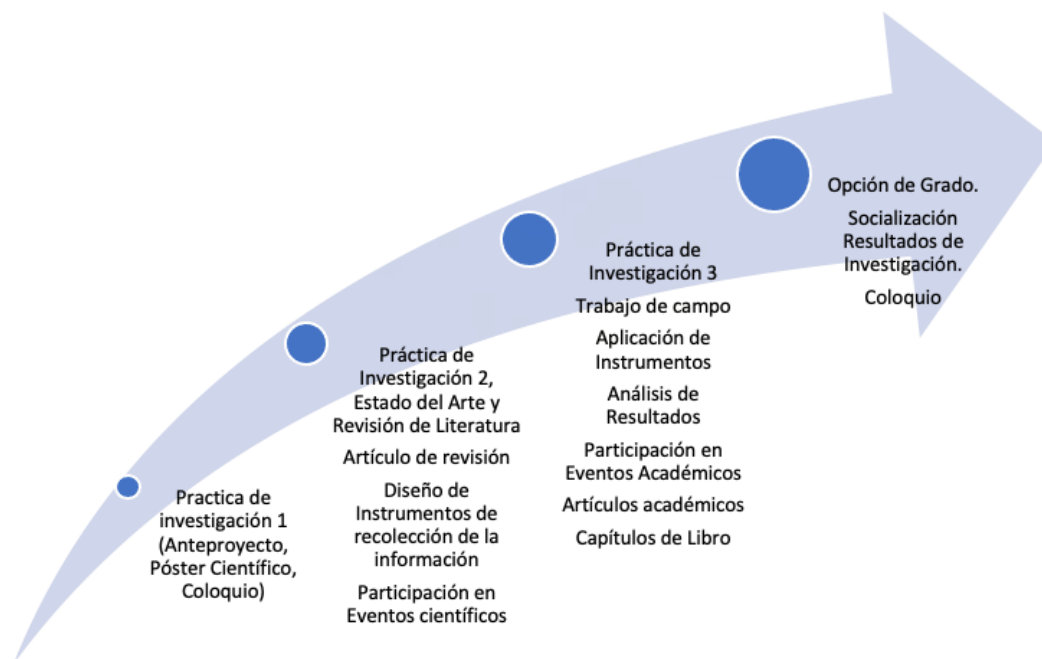 Practica de
investigación 1
(Anteproyecto,
Póster Científico,
Coloquio)
Práctica de
Investigación 2,
Estado del Arte y
Revisión de Literatura
Artículo de revisión
Diseño de
Instrumentos de
recolección de la
información
Participación en
Eventos científicos
Práctica de
Investigación 3
Trabajo de campo
Aplicación de
Instrumentos
Análisis de
Resultados
Participación en
Eventos Académicos
Artículos académicos
Capítulos de Libro
Opción de Grado.
Socialización
Resultados de
Investigación.
Coloquio